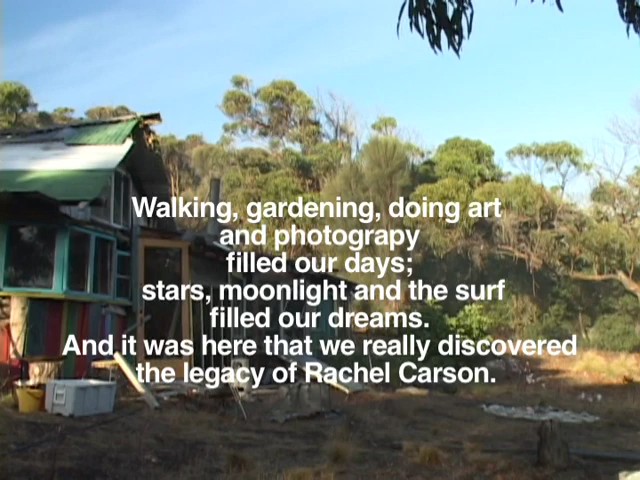 Walking, gardening, doing art
and photograpy
filled our days;
stars, moonlight and the surf
filled our dreams.
And it was here that we really discovered
the legacy of Rachel Carson.